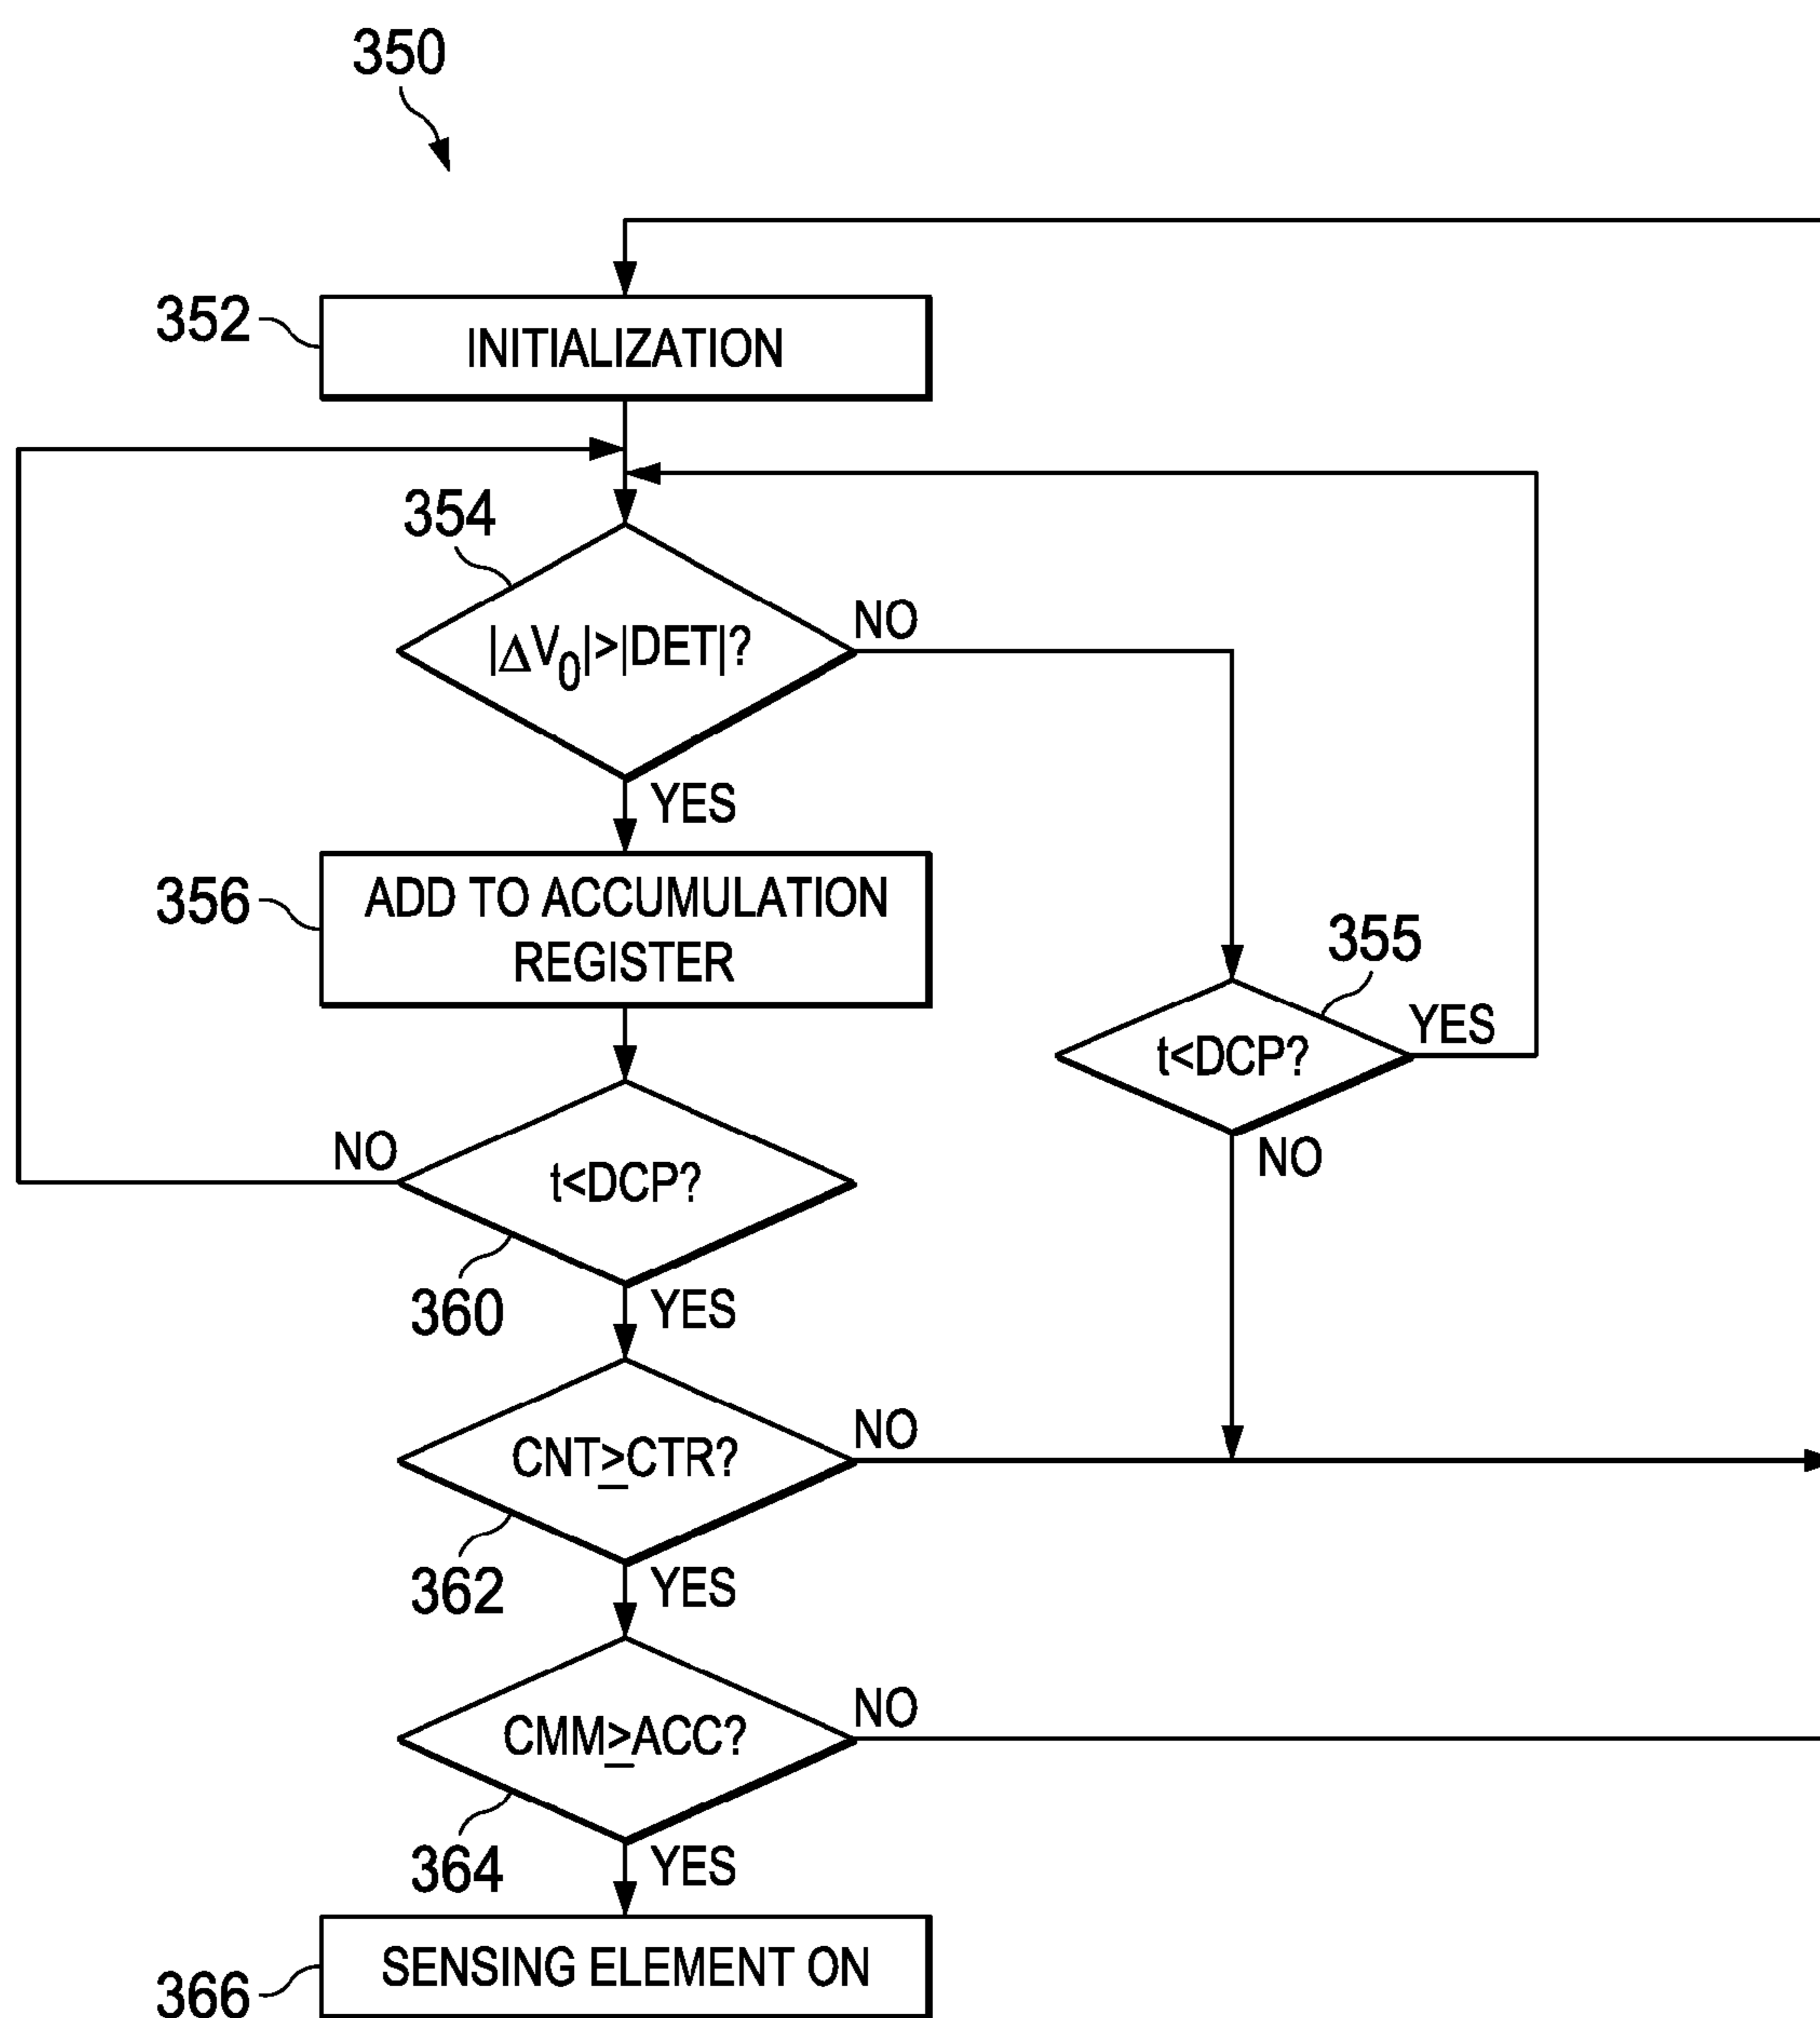 350
352
INITIALIZATION
354
|ΔV₀|>|DET|?
NO
YES
356
ADD TO ACCUMULATION
REGISTER
355
t<DCP?
YES
NO
NO
t<DCP?
360
YES
CNT≥CTR?
NO
362
YES
CMM≥ACC?
NO
364
YES
366
SENSING ELEMENT ON